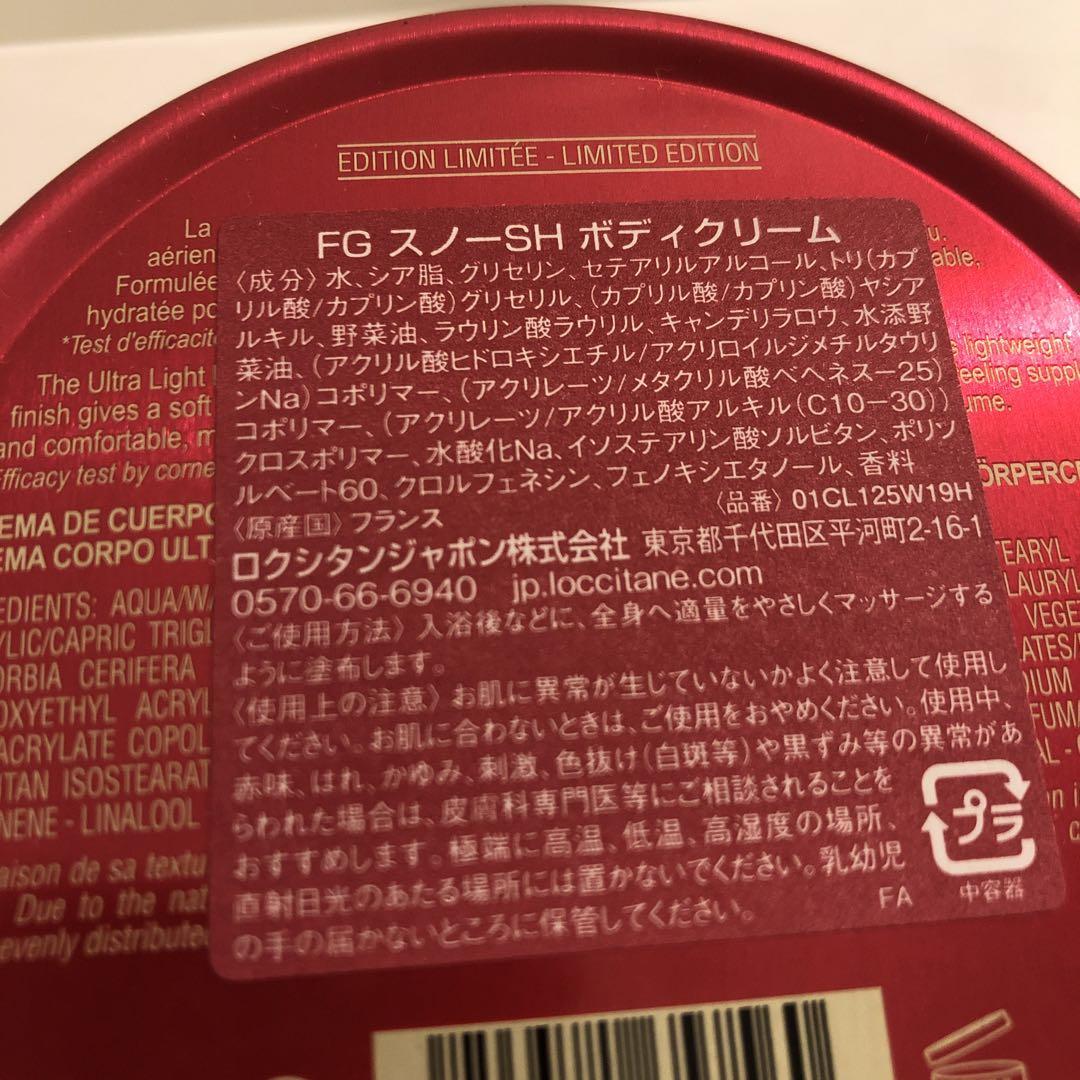 EDITION LIMITÉE - LIMITED EDITION
La
aérien
Formulée
hydratée
*Test d'efficacit
The Ultra Light
finish gives a soft
and comfortable,
Efficacy test by
FG スノーSH ボディクリーム
〈成分〉水、シア脂、グリセリン、セテアリルアルコール、トリ(カプ
リル酸/カプリン酸)グリセリル、(カプリル酸/カプリン酸)ヤシア
ルキル、野菜油、ラウリン酸ラウリル、キャンデリラロウ、水添野
菜油、(アクリル酸ヒドロキシエチル/アクリロイルジメチルタウリ
ンNa)コポリマー、(アクリレーツ/メタクリル酸ベヘネス-25)
コポリマー、(アクリレーツ/アクリル酸アルキル(C10-30))
クロスポリマー、水酸化Na、イソステアリン酸ソルビタン、ポリソ
ルベート60、クロルフェネシン、フェノキシエタノール、香料
〈原産国〉フランス 〈品番〉01CL125W19H
ロクシタンジャポン株式会社 東京都千代田区平河町2-16-1
0570-66-6940 jp.loccitane.com
〈ご使用方法〉入浴後などに、全身へ適量をやさしくマッサージする
ように塗布します。
〈使用上の注意〉お肌に異常が生じていないかよく注意して使用し
てください。お肌に合わないときは、ご使用をおやめください。使用中、
赤味、はれ、かゆみ、刺激、色抜け(白斑等)や黒ずみ等の異常があ
らわれた場合は、皮膚科専門医等にご相談されることを
おすすめします。極端に高温、低温、高湿度の場所、
直射日光のあたる場所には置かないでください。乳幼児
の手の届かないところに保管してください。
FA
プラ
中容器
lightweight
eeling
EMA DE CUERPO
EMA CORPO ULT
EDIENTS: AQUA/WA
YLIC/CAPRIC TRIGL
ORBIA CERIFERA
OXYETHYL ACRYL
ACRYLATE COPOL
ITAN ISOSTEARAT
NENE - LINALOOL
aison de sa textu
Due to the nat
evenly distributed
ÖRPERC
TEARYL
LAURYL
VEGE
ATES/